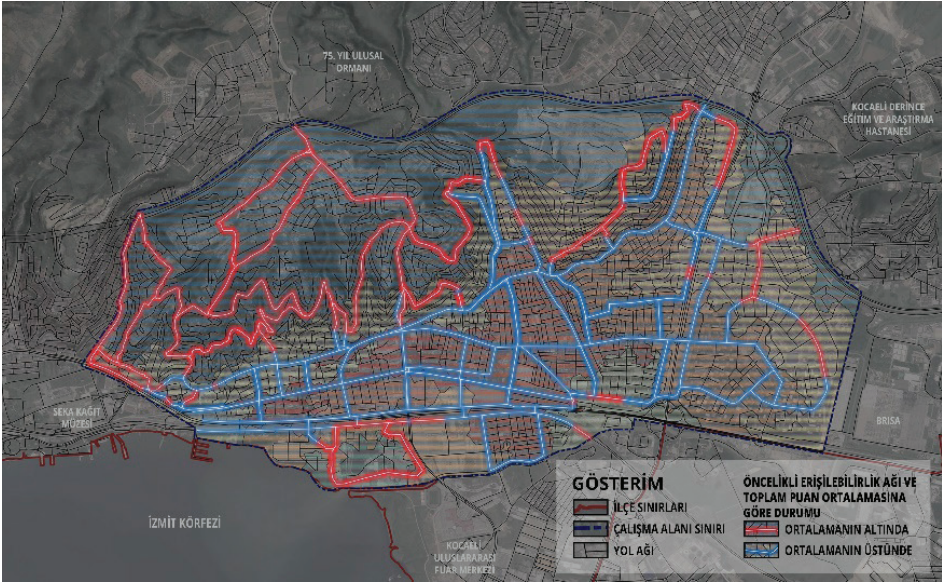 75. YIL ULUSAL
ORMANI
KOCAELİ DERİNCE
EĞİTİM VE ARAŞTIRMA
HASTANESİ
SEKA KAĞIT
MÜZESİ
BRISA
İZMİT KÖRFEZİ
KOCAELİ
ULUSLARARASI
FUAR MERKEZİ
GÖSTERİM
İLÇE SINIRLARI
ÇALIŞMA ALANI SINIRI
YOL AĞI
ÖNCELİKLİ ERİŞİLEBİLİRLİK AĞI VE
TOPLAM PUAN ORTALAMASINA
GÖRE DURUMU
ORTALAMANIN ALTINDA
ORTALAMANIN ÜSTÜNDE